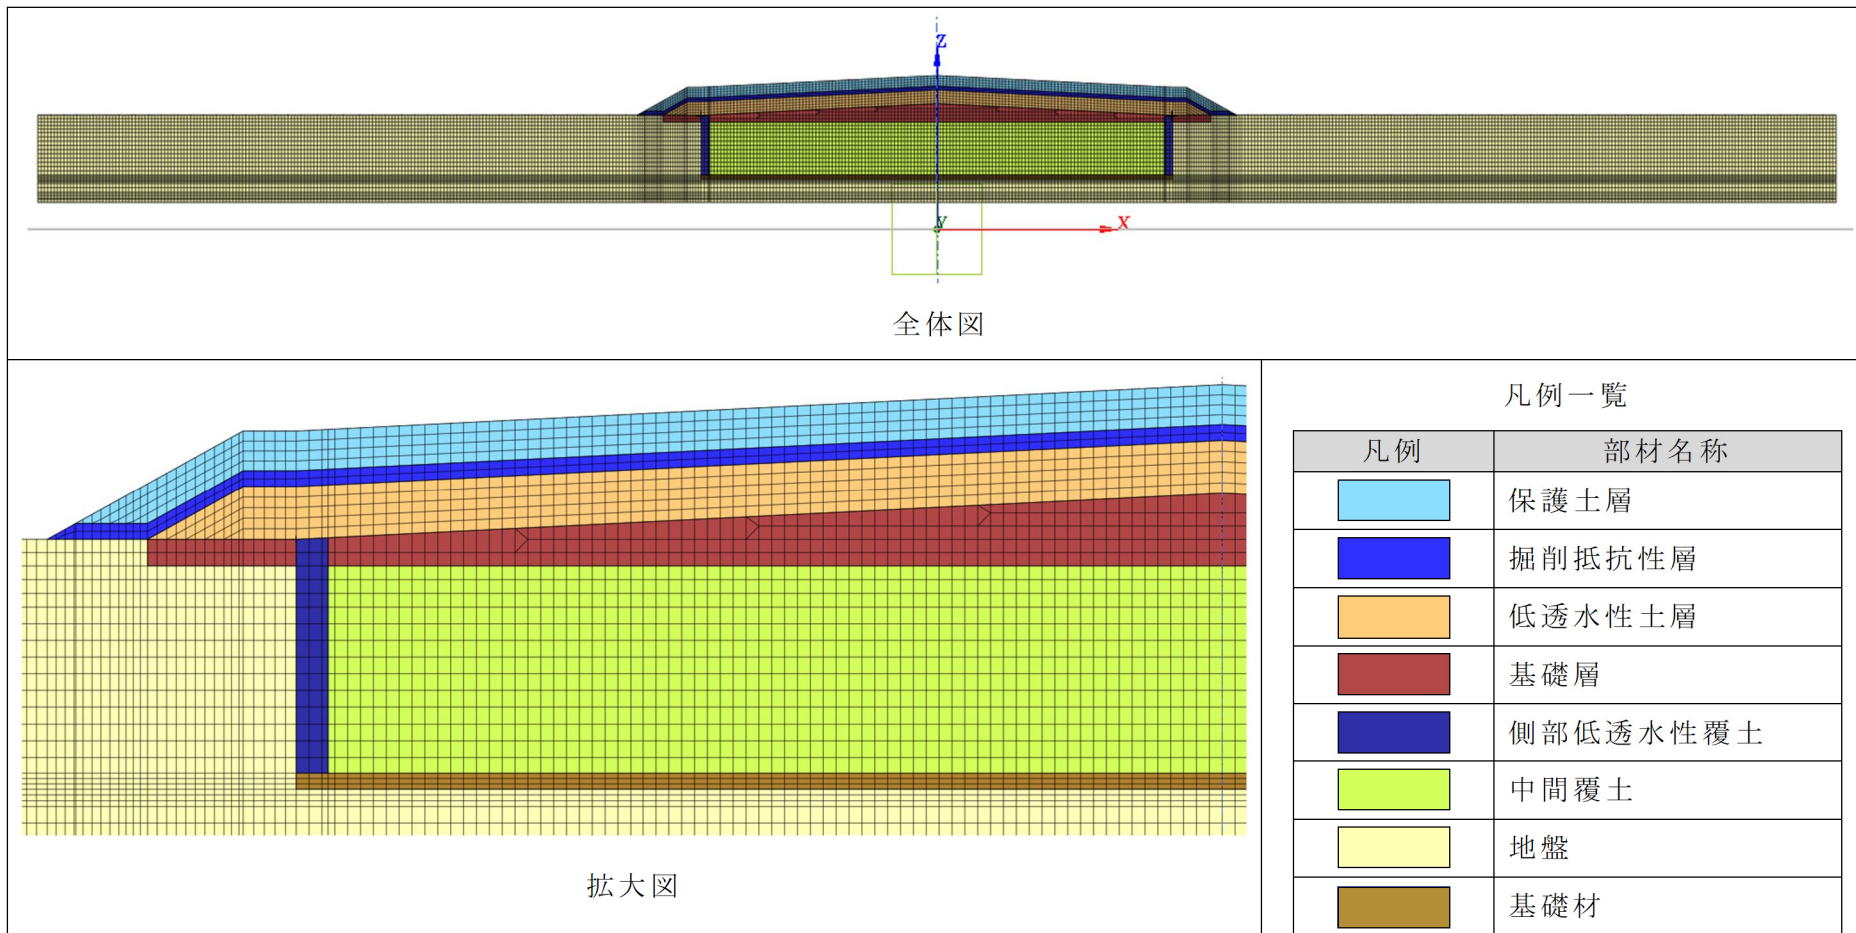 Z
Y
X
全体図
拡大図
凡例一覧
凡例 部材名称
保護土層
掘削抵抗性層
低透水性土層
基礎層
側部低透水性覆土
中間覆土
地盤
基礎材